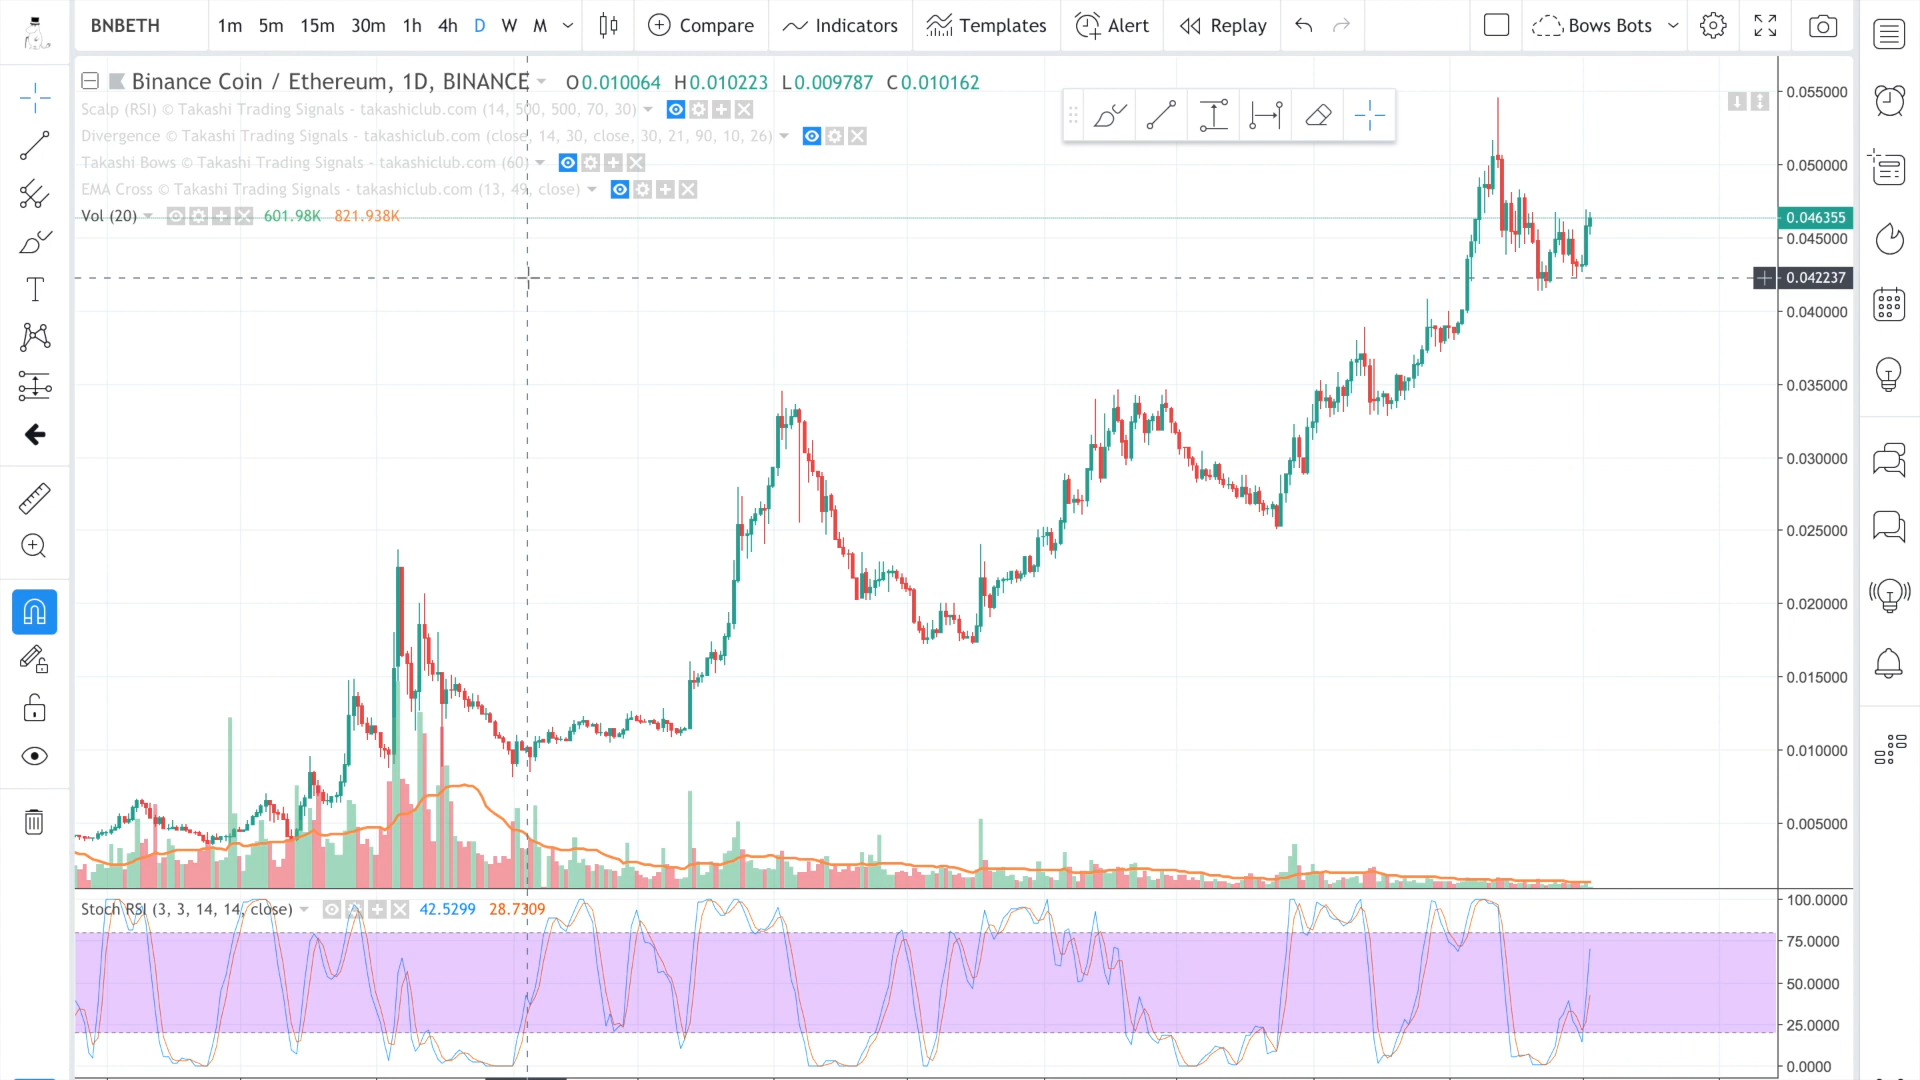 BNBETH 1m 5m 15m 30m 1h 4h D W M Compare Indicators Templates Alert Replay Bows Bots
Binance Coin / Ethereum, 1D, BINANCE O0.010064 H0.010223 L0.009787 C0.010162
Scalp (RSI) © Takashi Trading Signals - takashiclub.com (14, 500, 500, 70, 30)
Divergence © Takashi Trading Signals - takashiclub.com (close, 14, 30, close, 30, 21, 90, 10, 26)
Takashi Bows © Takashi Trading Signals - takashiclub.com (60)
EMA Cross © Takashi Trading Signals - takashiclub.com (13, 49, close)
Vol (20) 601.98K 821.938K
0.055000
0.050000
0.046355
0.045000
0.042237
0.040000
0.035000
0.030000
0.025000
0.020000
0.015000
0.010000
0.005000
Stoch RSI (3, 3, 14, 14, close) 42.5299 28.7309
100.0000
75.0000
50.0000
25.0000
0.0000